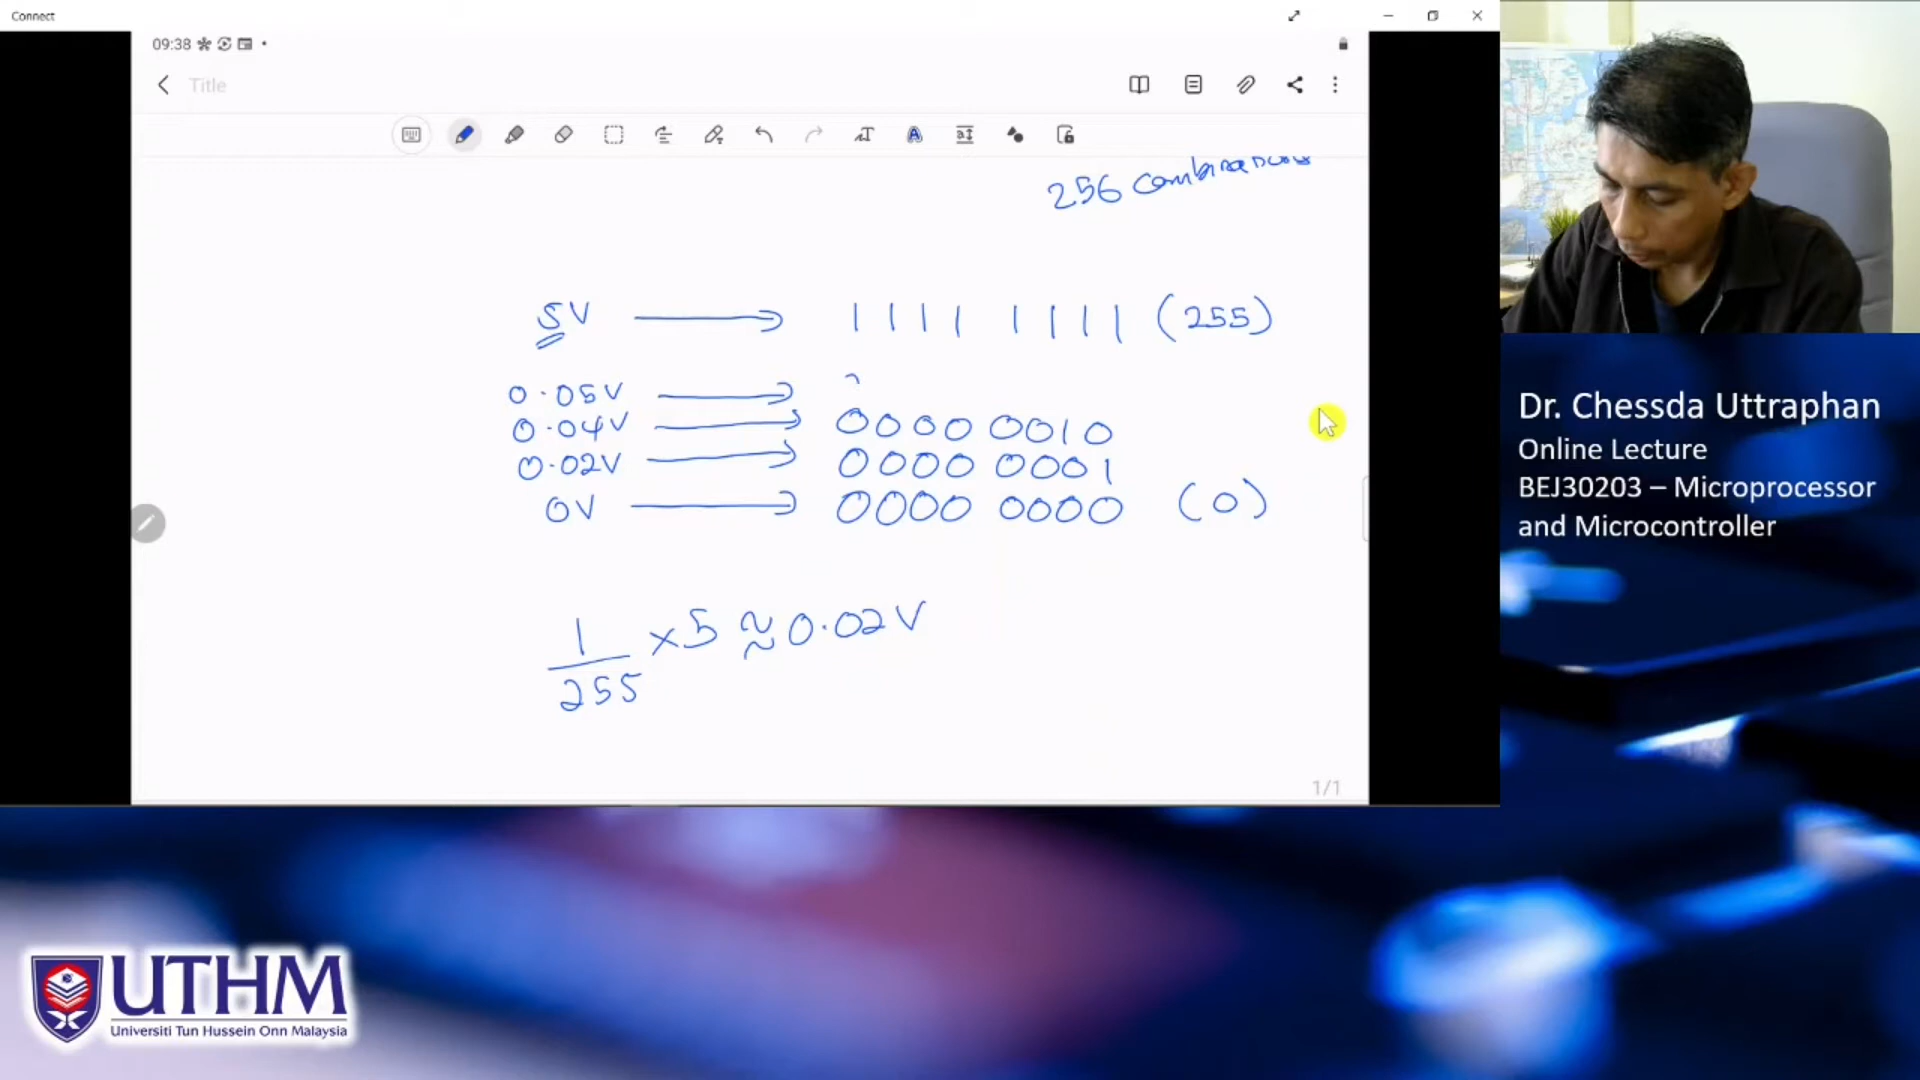 Connect
09:38
Title
256 combinations
5V 1111 1111 (255)
0.05V
0.04V 0000 0010
0.02V 0000 0001
0V 0000 0000 (0)
1/255 × 5 ≈ 0.02V
1/1
Dr. Chessda Uttraphan
Online Lecture
BEJ30203 – Microprocessor
and Microcontroller
UTHM
Universiti Tun Hussein Onn Malaysia